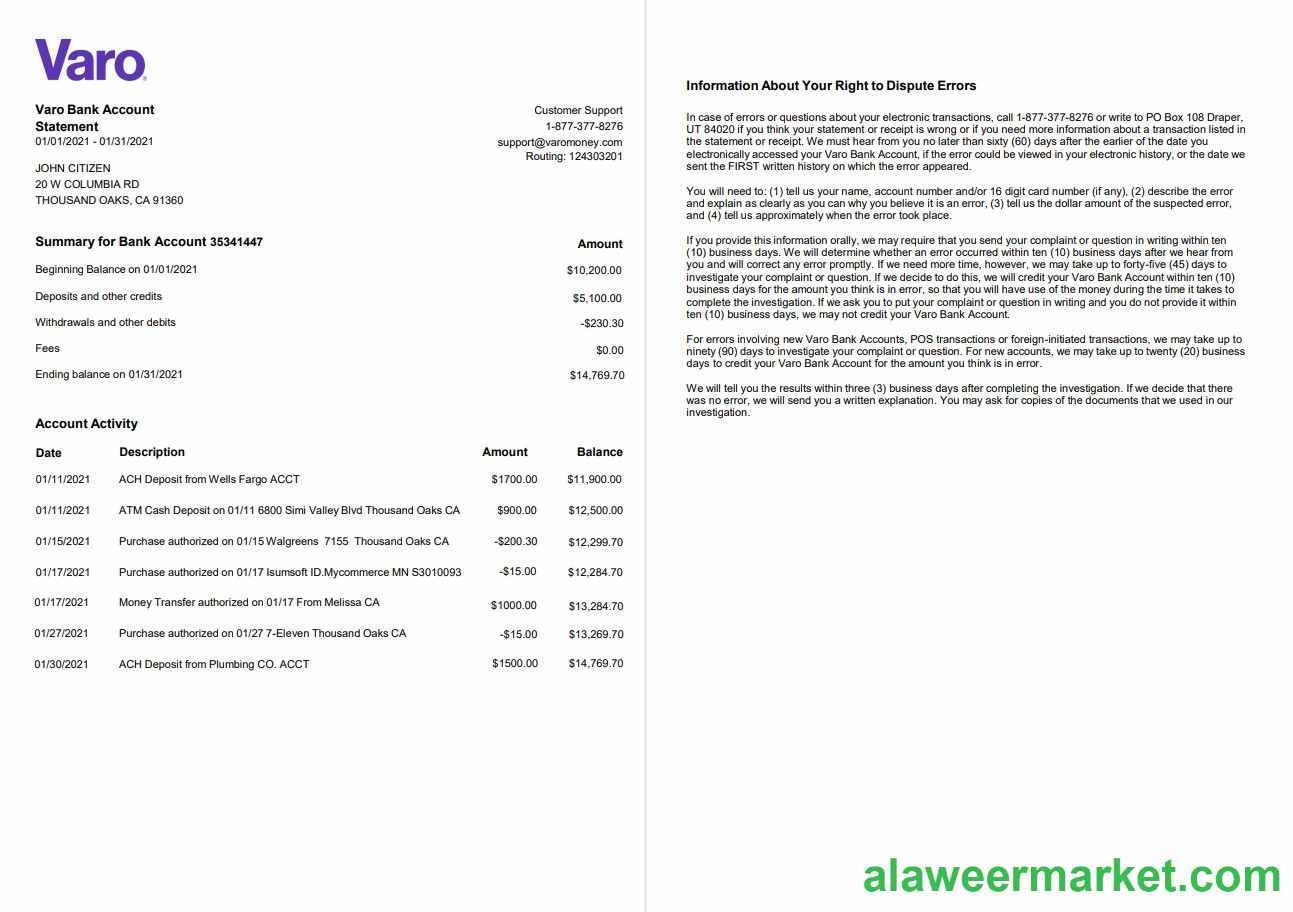 Varo
Varo Bank Account
Statement
01/01/2021 - 01/31/2021
Customer Support
1-877-377-8276
support@varomoney.com
Routing: 124303201
JOHN CITIZEN
20 W COLUMBIA RD
THOUSAND OAKS, CA 91360
Summary for Bank Account 35341447 Amount
Beginning Balance on 01/01/2021 $10,200.00
Deposits and other credits $5,100.00
Withdrawals and other debits -$230.30
Fees $0.00
Ending balance on 01/31/2021 $14,769.70
Account Activity
Date Description Amount Balance
01/11/2021 ACH Deposit from Wells Fargo ACCT $1700.00 $11,900.00
01/11/2021 ATM Cash Deposit on 01/11 6800 Simi Valley Blvd Thousand Oaks CA $900.00 $12,500.00
01/15/2021 Purchase authorized on 01/15 Walgreens 7155 Thousand Oaks CA -$200.30 $12,299.70
01/17/2021 Purchase authorized on 01/17 Isumsoft ID.Mycommerce MN S3010093 -$15.00 $12,284.70
01/17/2021 Money Transfer authorized on 01/17 From Melissa CA $1000.00 $13,284.70
01/27/2021 Purchase authorized on 01/27 7-Eleven Thousand Oaks CA -$15.00 $13,269.70
01/30/2021 ACH Deposit from Plumbing CO. ACCT $1500.00 $14,769.70
Information About Your Right to Dispute Errors
In case of errors or questions about your electronic transactions, call 1-877-377-8276 or write to PO Box 108 Draper,
UT 84020 if you think your statement or receipt is wrong or if you need more information about a transaction listed in
the statement or receipt. We must hear from you no later than sixty (60) days after the earlier of the date you
electronically accessed your Varo Bank Account, if the error could be viewed in your electronic history, or the date we
sent the FIRST written history on which the error appeared.
You will need to: (1) tell us your name, account number and/or 16 digit card number (if any), (2) describe the error
and explain as clearly as you can why you believe it is an error, (3) tell us the dollar amount of the suspected error,
and (4) tell us approximately when the error took place.
If you provide this information orally, we may require that you send your complaint or question in writing within ten
(10) business days. We will determine whether an error occurred within ten (10) business days after we hear from
you and will correct any error promptly. If we need more time, however, we may take up to forty-five (45) days to
investigate your complaint or question. If we decide to do this, we will credit your Varo Bank Account within ten (10)
business days for the amount you think is in error, so that you will have use of the money during the time it takes to
complete the investigation. If we ask you to put your complaint or question in writing and you do not provide it within
ten (10) business days, we may not credit your Varo Bank Account.
For errors involving new Varo Bank Accounts, POS transactions or foreign-initiated transactions, we may take up to
ninety (90) days to investigate your complaint or question. For new accounts, we may take up to twenty (20) business
days to credit your Varo Bank Account for the amount you think is in error.
We will tell you the results within three (3) business days after completing the investigation. If we decide that there
was no error, we will send you a written explanation. You may ask for copies of the documents that we used in our
investigation.
alaweermarket.com